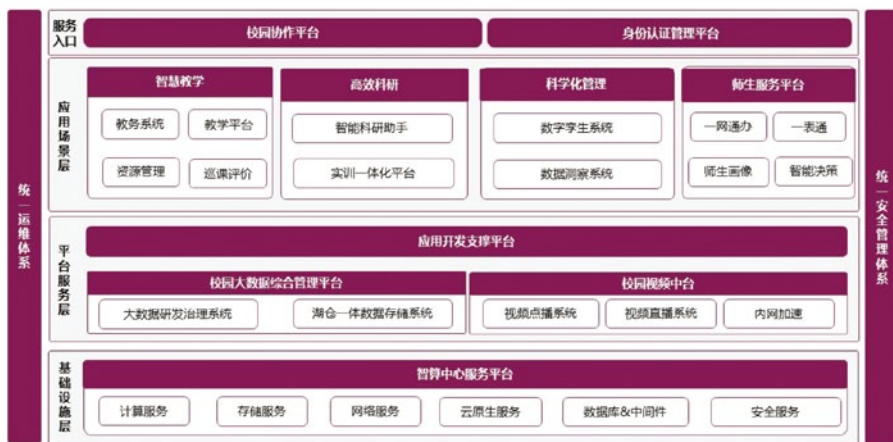 服务入口
校园协作平台
身份认证管理平台
统一运维体系
应用场景层
智慧教学
教务系统
教学平台
资源管理
巡课评价
高效科研
智能科研助手
实训一体化平台
科学化管理
数字孪生系统
数据洞察系统
师生服务平台
一网通办
一表通
师生画像
智能决策
平台服务层
应用开发支撑平台
校园大数据综合管理平台
大数据研发治理系统
湖仓一体数据存储系统
校园视频中台
视频点播系统
视频直播系统
内网加速
基础设施层
智算中心服务平台
计算服务
存储服务
网络服务
云原生服务
数据库&中间件
安全服务
统一安全管理体系